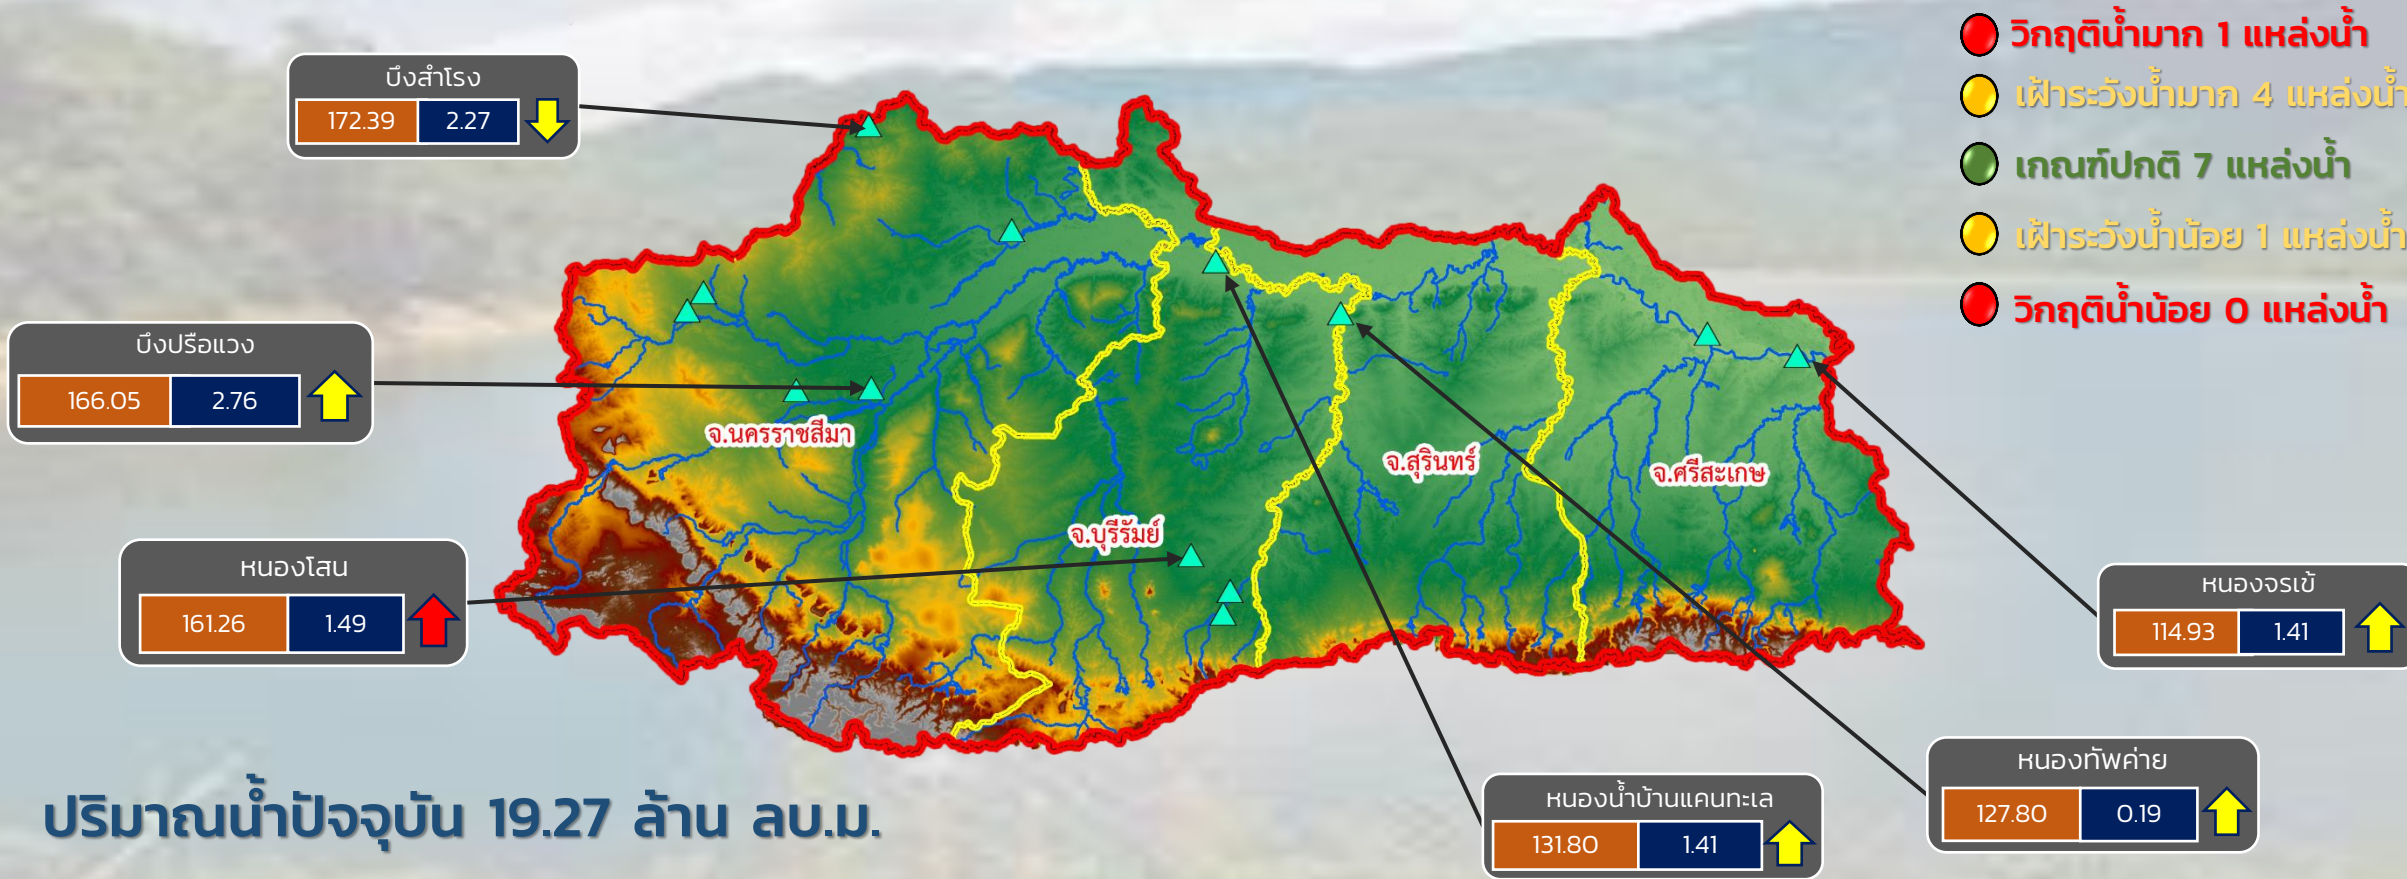 วิกฤติน้ำมาก 1 แหล่งน้ำ
เฝ้าระวังน้ำมาก 4 แหล่งน้ำ
เกณฑ์ปกติ 7 แหล่งน้ำ
เฝ้าระวังน้ำน้อย 1 แหล่งน้ำ
วิกฤติน้ำน้อย 0 แหล่งน้ำ
บึงสำโรง
172.39 2.27
บึงปรือแวง
166.05 2.76
หนองโสน
161.26 1.49
จ.นครราชสีมา
จ.บุรีรัมย์
จ.สุรินทร์
จ.ศรีสะเกษ
หนองจรเข้
114.93 1.41
หนองทัพค่าย
127.80 0.19
หนองน้ำบ้านแคนทะเล
131.80 1.41
ปริมาณน้ำปัจจุบัน 19.27 ล้าน ลบ.ม.